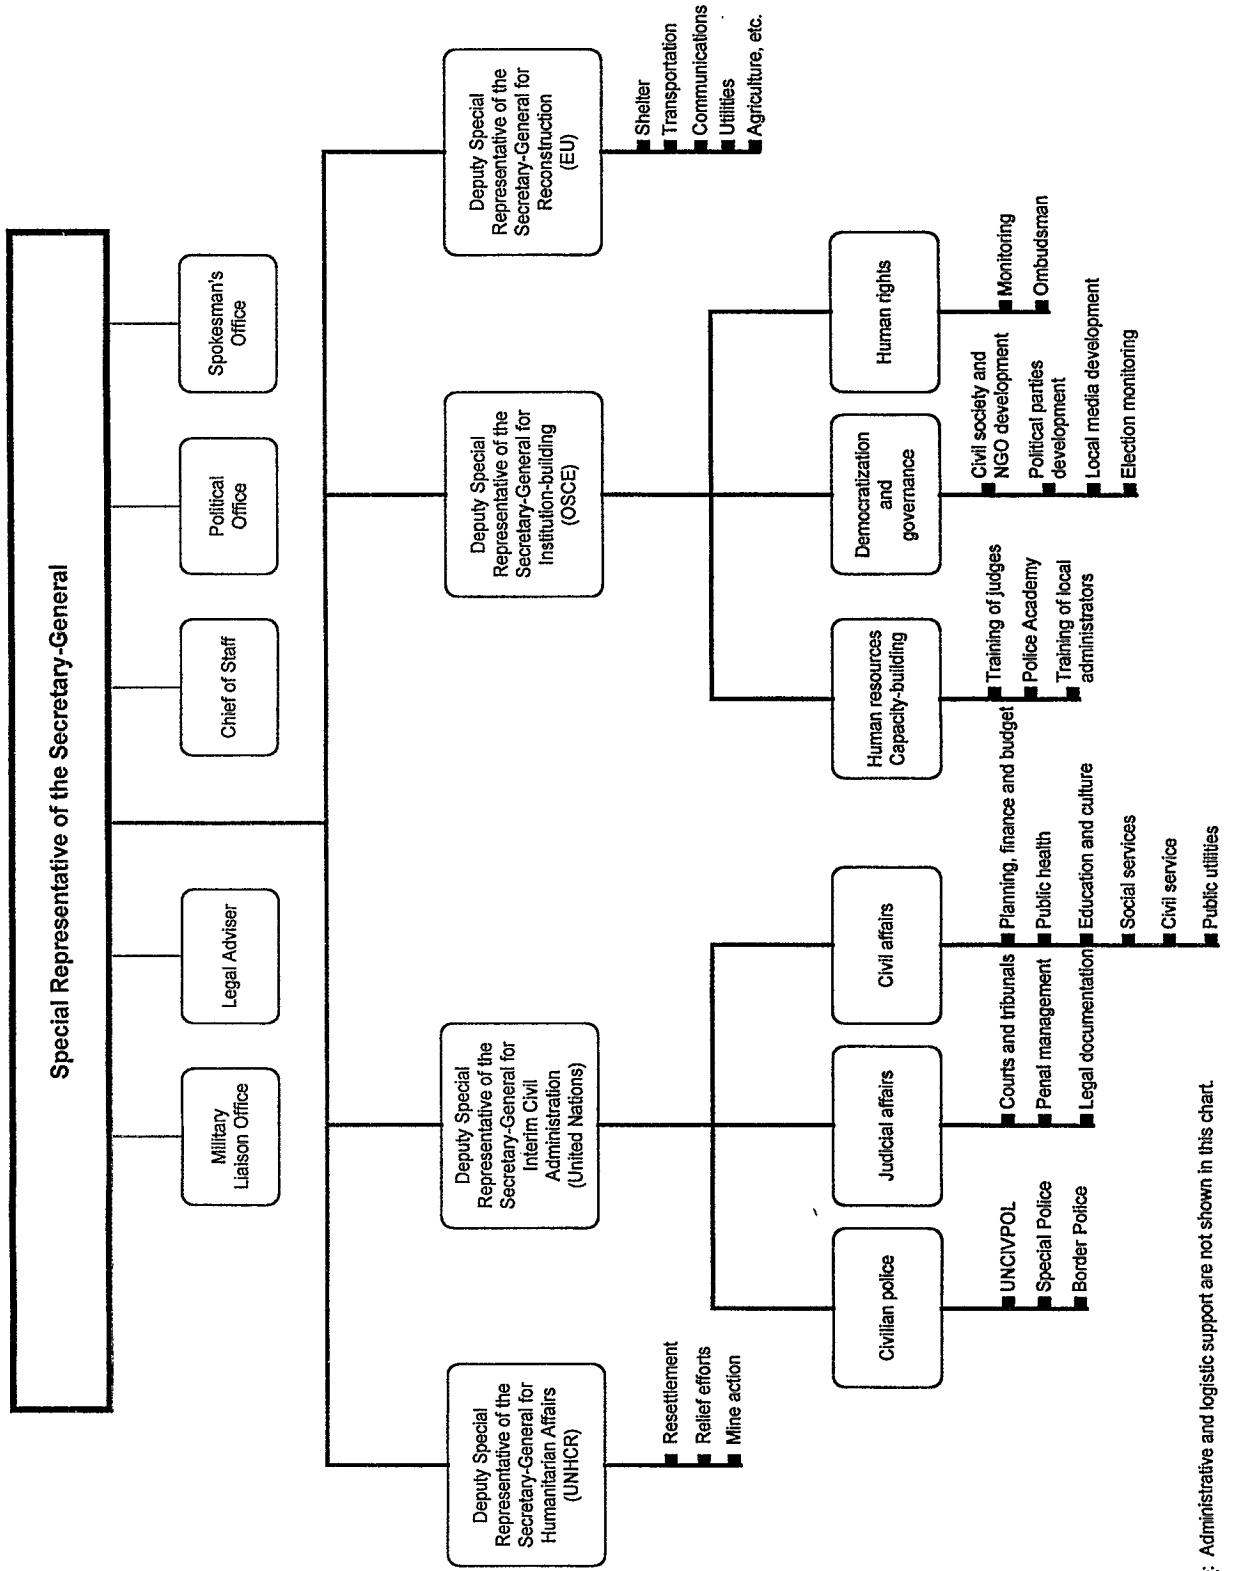 Special Representative of the Secretary-General
Military
Liaison Office
Legal Adviser
Chief of Staff
Political
Office
Spokesman's
Office
Deputy Special
Representative of the
Secretary-General for
Humanitarian Affairs
(UNHCR)
Resettlement
Relief efforts
Mine action
Deputy Special
Representative of the
Secretary-General for
Interim Civil
Administration
(United Nations)
Civilian police
UNCIVPOL
Special Police
Border Police
Judicial affairs
Courts and tribunals
Penal management
Legal documentation
Civil affairs
Planning, finance and budget
Public health
Education and culture
Social services
Civil service
Public utilities
Deputy Special
Representative of the
Secretary-General for
Institution-building
(OSCE)
Human resources
Capacity-building
Training of judges
Police Academy
Training of local
administrators
Democratization
and
governance
Civil society and
NGO development
Political parties
development
Local media development
Election monitoring
Human rights
Monitoring
Ombudsman
Deputy Special
Representative of the
Secretary-General for
Reconstruction
(EU)
Shelter
Transportation
Communications
Utilities
Agriculture, etc.
: Administrative and logistic support are not shown in this chart.